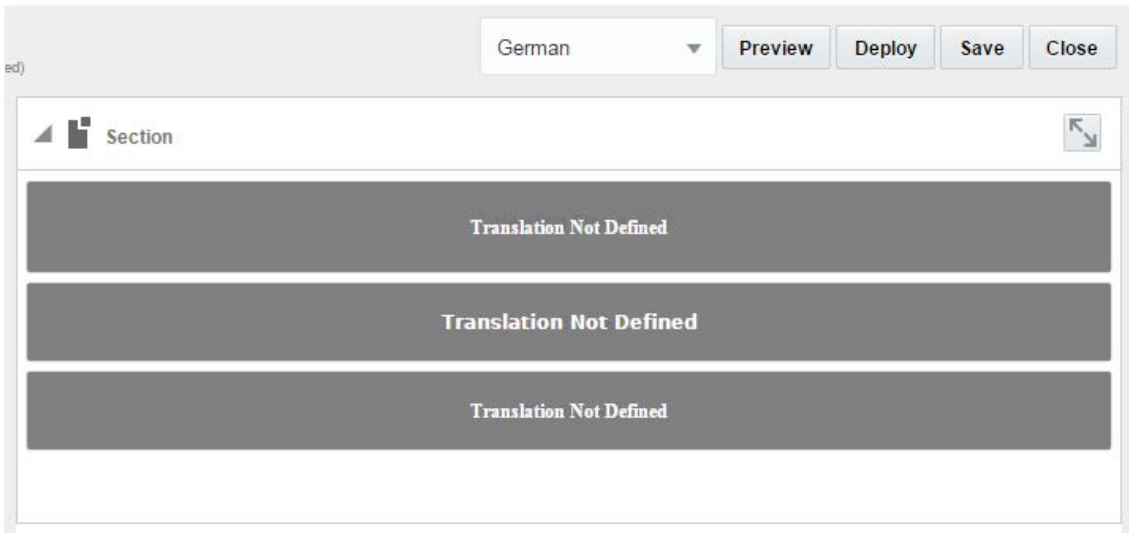 German
Preview
Deploy
Save
Close
ed)
Section
Translation Not Defined
Translation Not Defined
Translation Not Defined